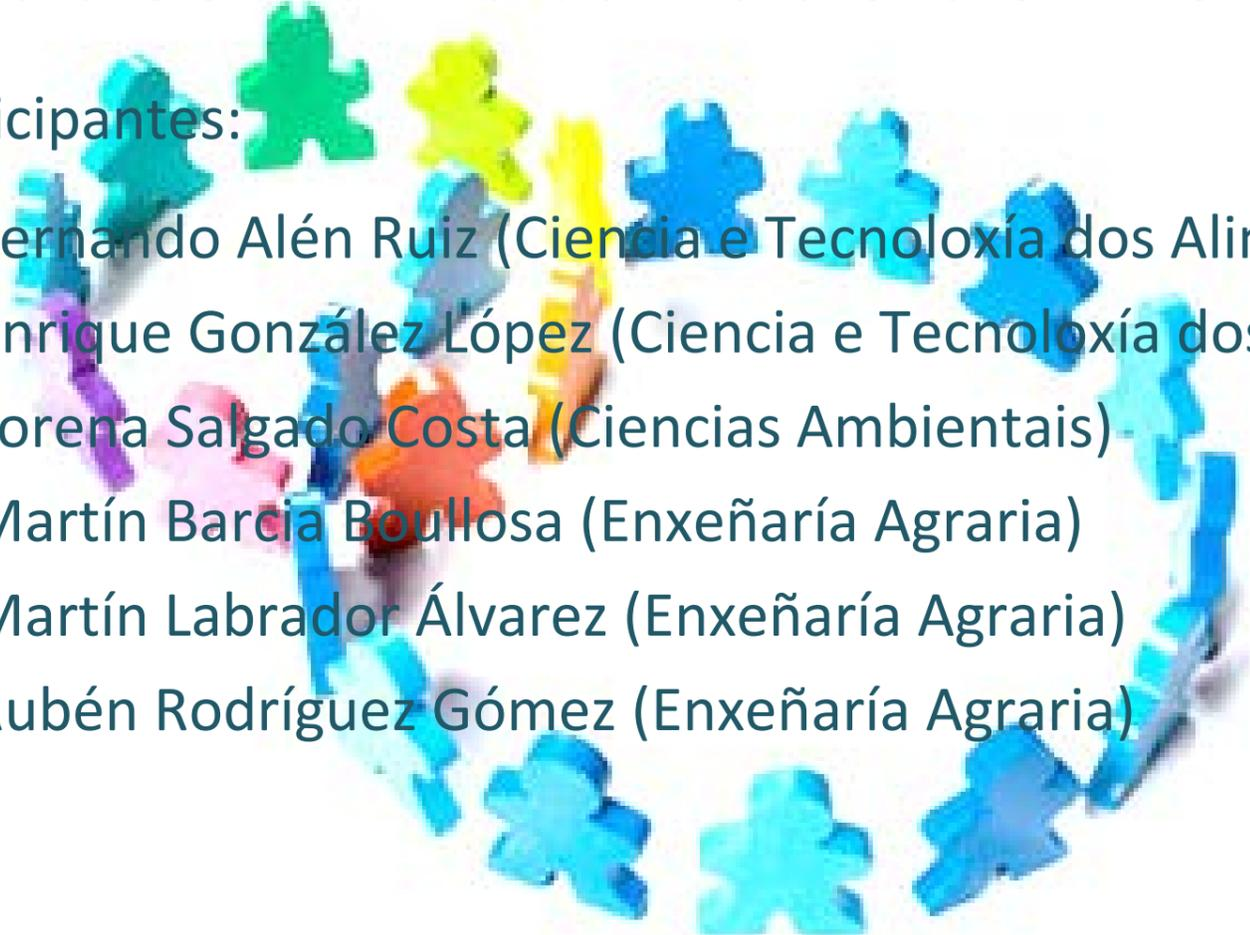 icipantes:
ernando Alén Ruiz (Ciencia e Tecnoloxía dos Alir
nrique González López (Ciencia e Tecnoloxía dos
orena Salgado Costa (Ciencias Ambientais)
Martín Barcia Boullosa (Enxeñaría Agraria)
Martín Labrador Álvarez (Enxeñaría Agraria)
ubén Rodríguez Gómez (Enxeñaría Agraria)